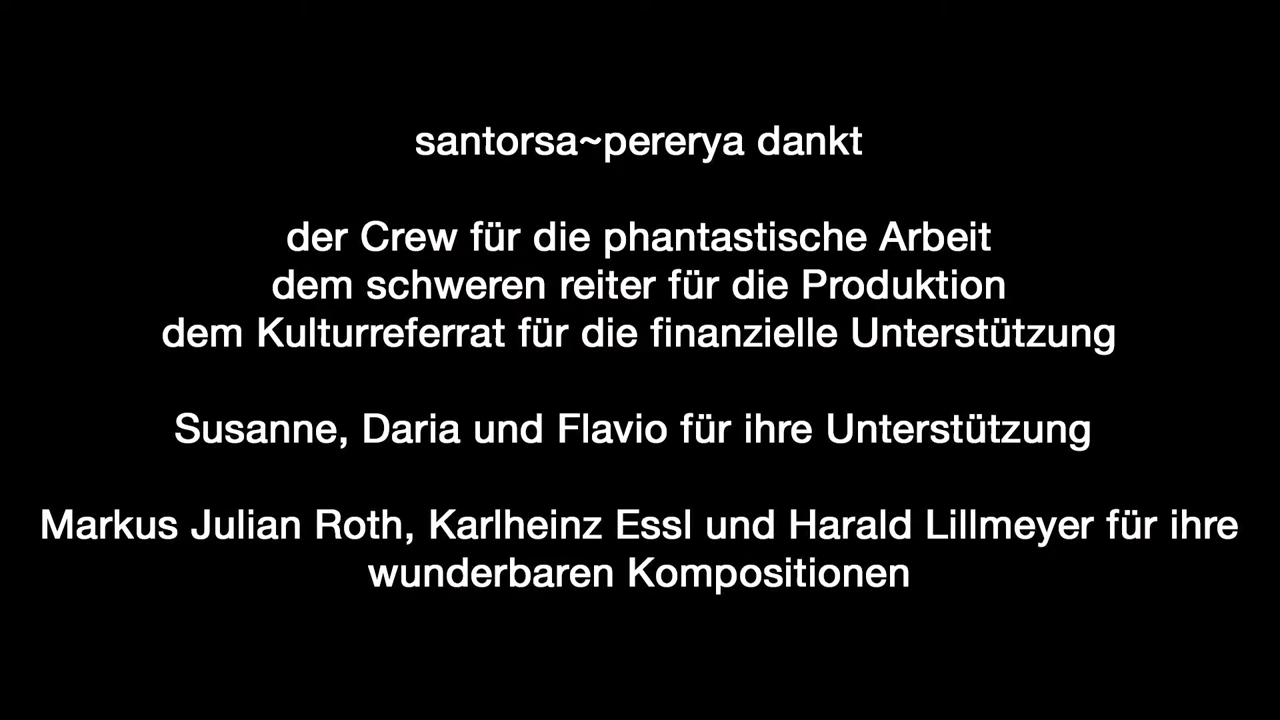 santorsa~pererya dankt
der Crew für die phantastische Arbeit
dem schweren reiter für die Produktion
dem Kulturreferrat für die finanzielle Unterstützung
Susanne, Daria und Flavio für ihre Unterstützung
Markus Julian Roth, Karlheinz Essl und Harald Lillmeyer für ihre
wunderbaren Kompositionen